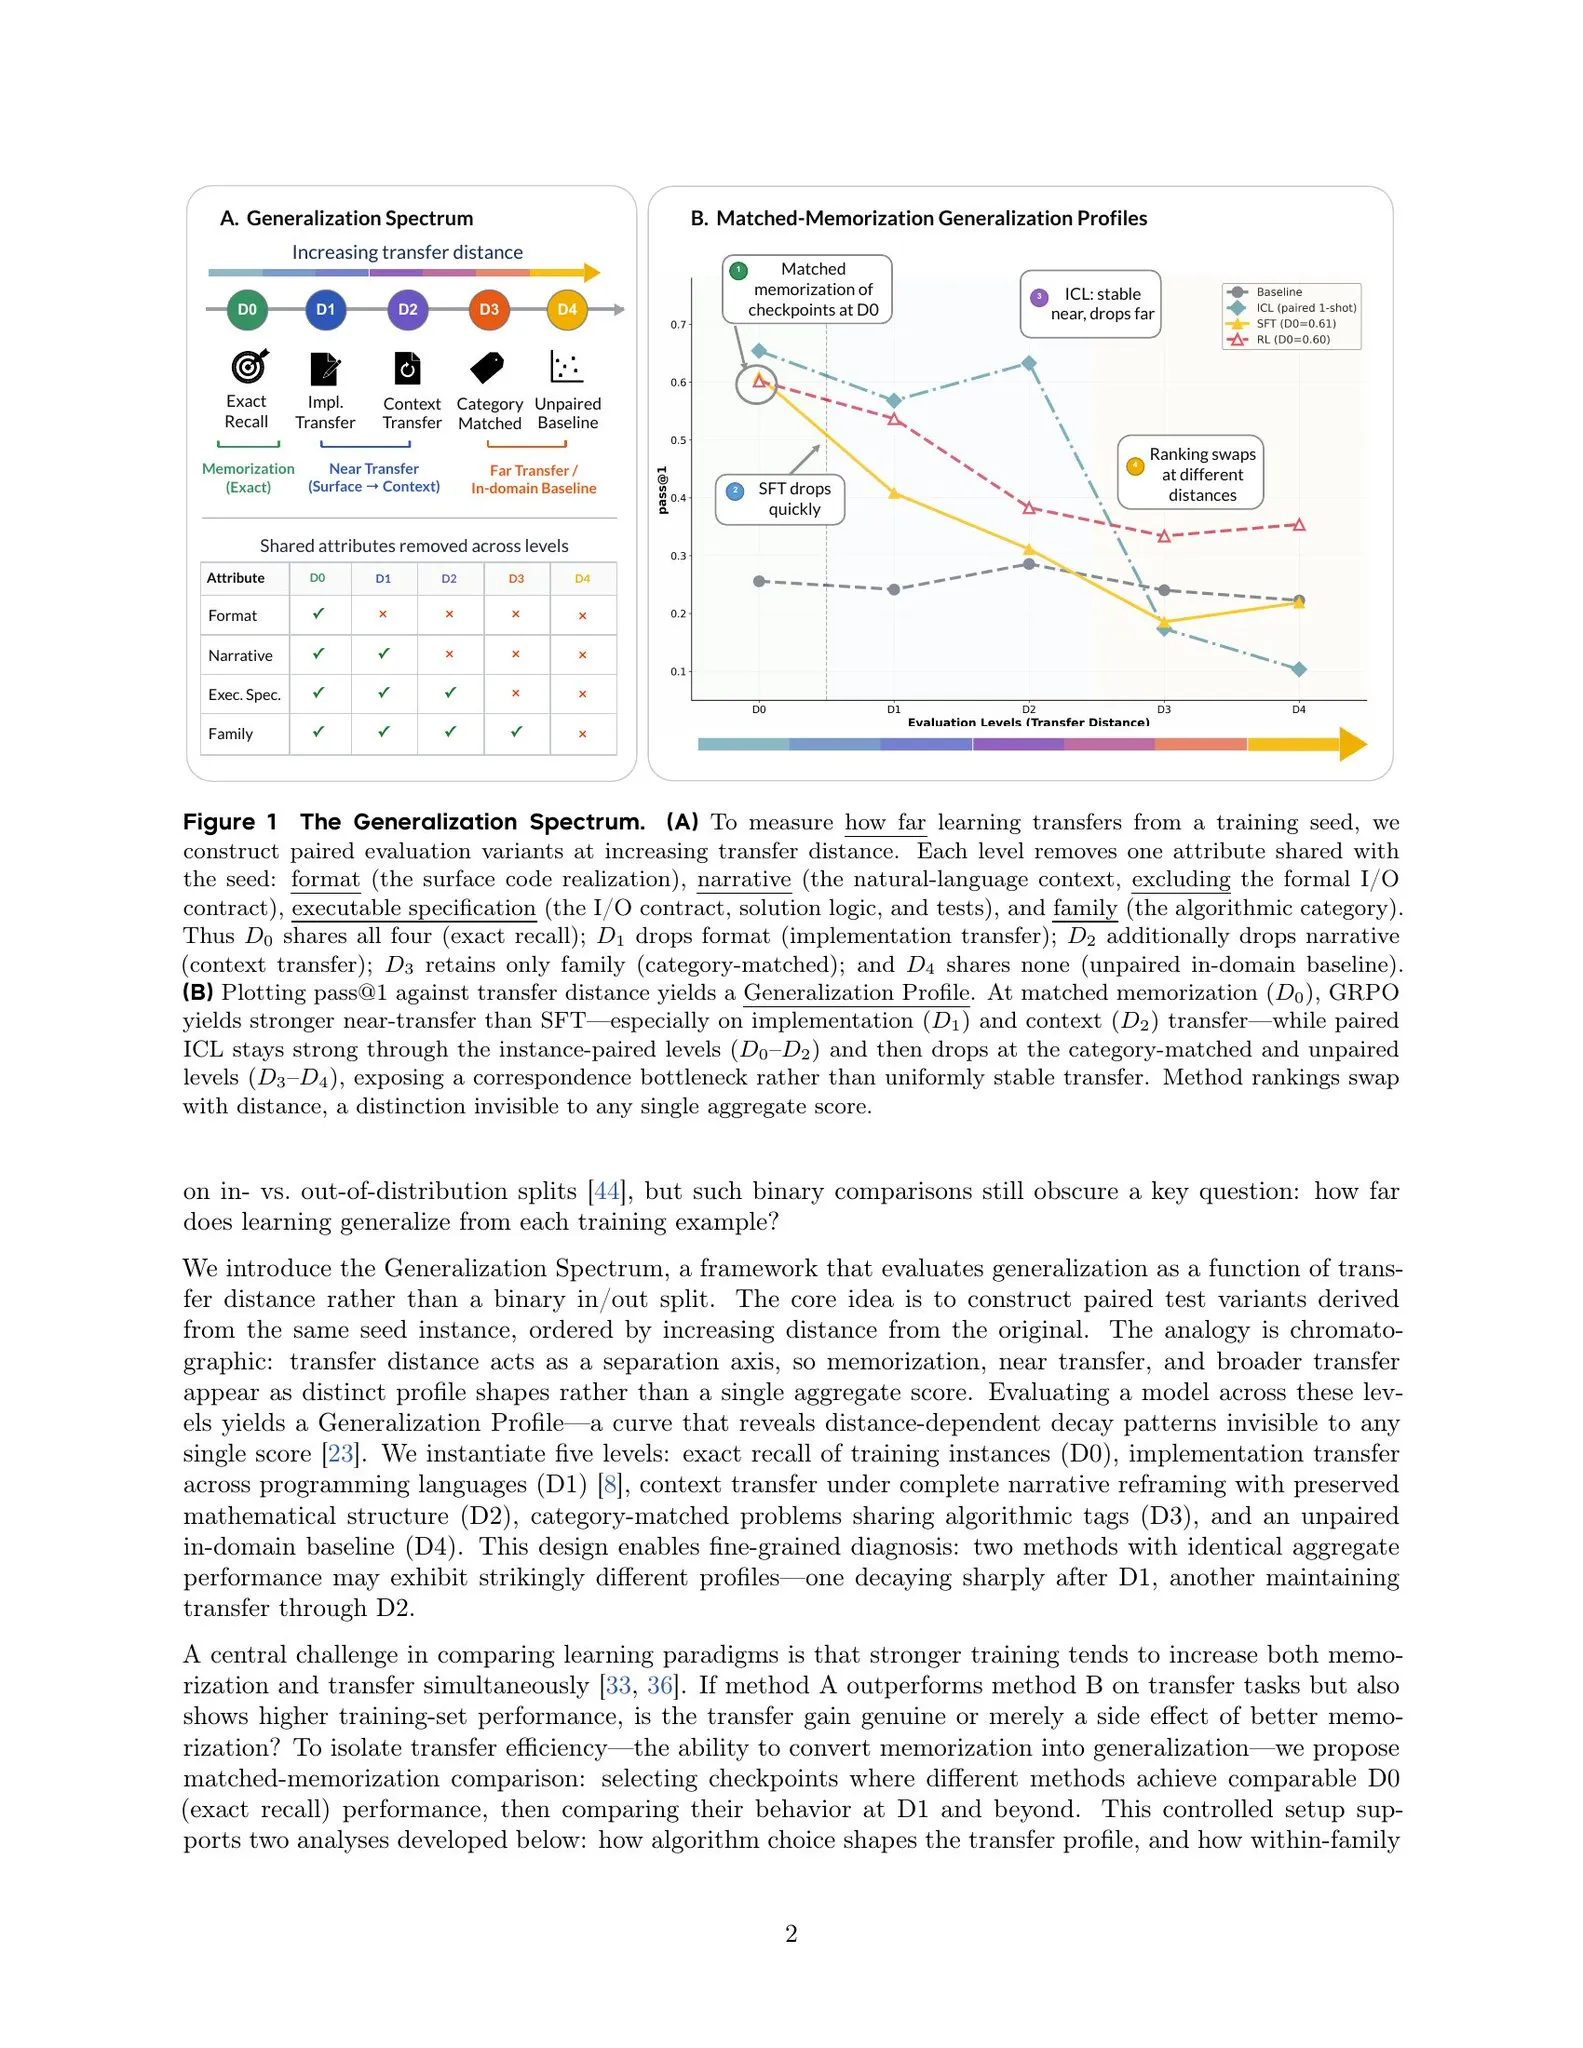 A. Generalization Spectrum
Increasing transfer distance
D0 D1 D2 D3 D4
Exact Recall
Impl. Transfer
Context Transfer
Category Matched
Unpaired Baseline
Memorization (Exact)
Near Transfer (Surface → Context)
Far Transfer / In-domain Baseline
Shared attributes removed across levels
Attribute D0 D1 D2 D3 D4
Format ✓ × × × ×
Narrative ✓ ✓ × × ×
Exec. Spec. ✓ ✓ ✓ × ×
Family ✓ ✓ ✓ ✓ ×
B. Matched-Memorization Generalization Profiles
1 Matched memorization of checkpoints at D0
3 ICL: stable near, drops far
Baseline
ICL (paired 1-shot)
SFT (D0=0.61)
RL (D0=0.60)
2 SFT drops quickly
4 Ranking swaps at different distances
pass@1
0.7
0.6
0.5
0.4
0.3
0.2
0.1
D0 D1 D2 D3 D4
Evaluation Levels (Transfer Distance)
Figure 1 The Generalization Spectrum. (A) To measure how far learning transfers from a training seed, we
construct paired evaluation variants at increasing transfer distance. Each level removes one attribute shared with
the seed: format (the surface code realization), narrative (the natural-language context, excluding the formal I/O
contract), executable specification (the I/O contract, solution logic, and tests), and family (the algorithmic category).
Thus D0 shares all four (exact recall); D1 drops format (implementation transfer); D2 additionally drops narrative
(context transfer); D3 retains only family (category-matched); and D4 shares none (unpaired in-domain baseline).
(B) Plotting pass@1 against transfer distance yields a Generalization Profile. At matched memorization (D0), GRPO
yields stronger near-transfer than SFT—especially on implementation (D1) and context (D2) transfer—while paired
ICL stays strong through the instance-paired levels (D0–D2) and then drops at the category-matched and unpaired
levels (D3–D4), exposing a correspondence bottleneck rather than uniformly stable transfer. Method rankings swap
with distance, a distinction invisible to any single aggregate score.
on in- vs. out-of-distribution splits [44], but such binary comparisons still obscure a key question: how far
does learning generalize from each training example?
We introduce the Generalization Spectrum, a framework that evaluates generalization as a function of trans-
fer distance rather than a binary in/out split. The core idea is to construct paired test variants derived
from the same seed instance, ordered by increasing distance from the original. The analogy is chromato-
graphic: transfer distance acts as a separation axis, so memorization, near transfer, and broader transfer
appear as distinct profile shapes rather than a single aggregate score. Evaluating a model across these lev-
els yields a Generalization Profile—a curve that reveals distance-dependent decay patterns invisible to any
single score [23]. We instantiate five levels: exact recall of training instances (D0), implementation transfer
across programming languages (D1) [8], context transfer under complete narrative reframing with preserved
mathematical structure (D2), category-matched problems sharing algorithmic tags (D3), and an unpaired
in-domain baseline (D4). This design enables fine-grained diagnosis: two methods with identical aggregate
performance may exhibit strikingly different profiles—one decaying sharply after D1, another maintaining
transfer through D2.
A central challenge in comparing learning paradigms is that stronger training tends to increase both memo-
rization and transfer simultaneously [33, 36]. If method A outperforms method B on transfer tasks but also
shows higher training-set performance, is the transfer gain genuine or merely a side effect of better memo-
rization? To isolate transfer efficiency—the ability to convert memorization into generalization—we propose
matched-memorization comparison: selecting checkpoints where different methods achieve comparable D0
(exact recall) performance, then comparing their behavior at D1 and beyond. This controlled setup sup-
ports two analyses developed below: how algorithm choice shapes the transfer profile, and how within-family
2